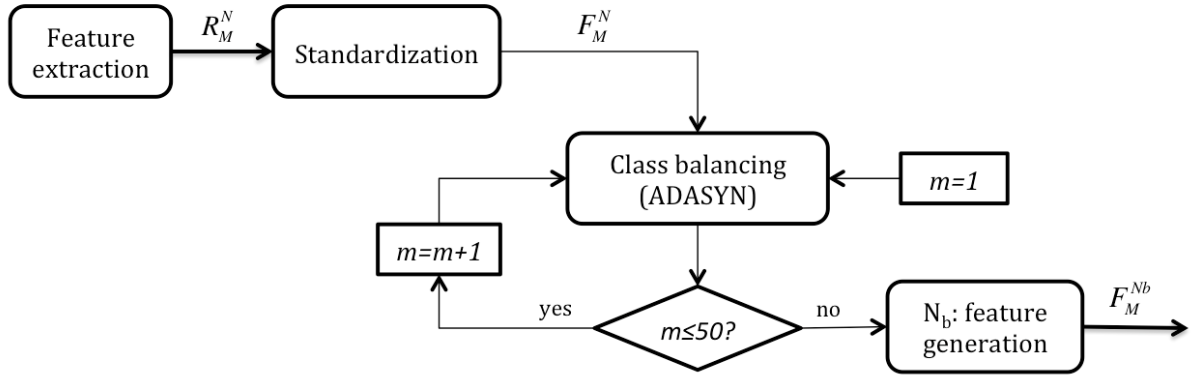 Feature
extraction
R_M^N
Standardization
F_M^N
Class balancing
(ADASYN)
m=1
m=m+1
yes
m≤50?
no
N_b: feature
generation
F_M^{Nb}